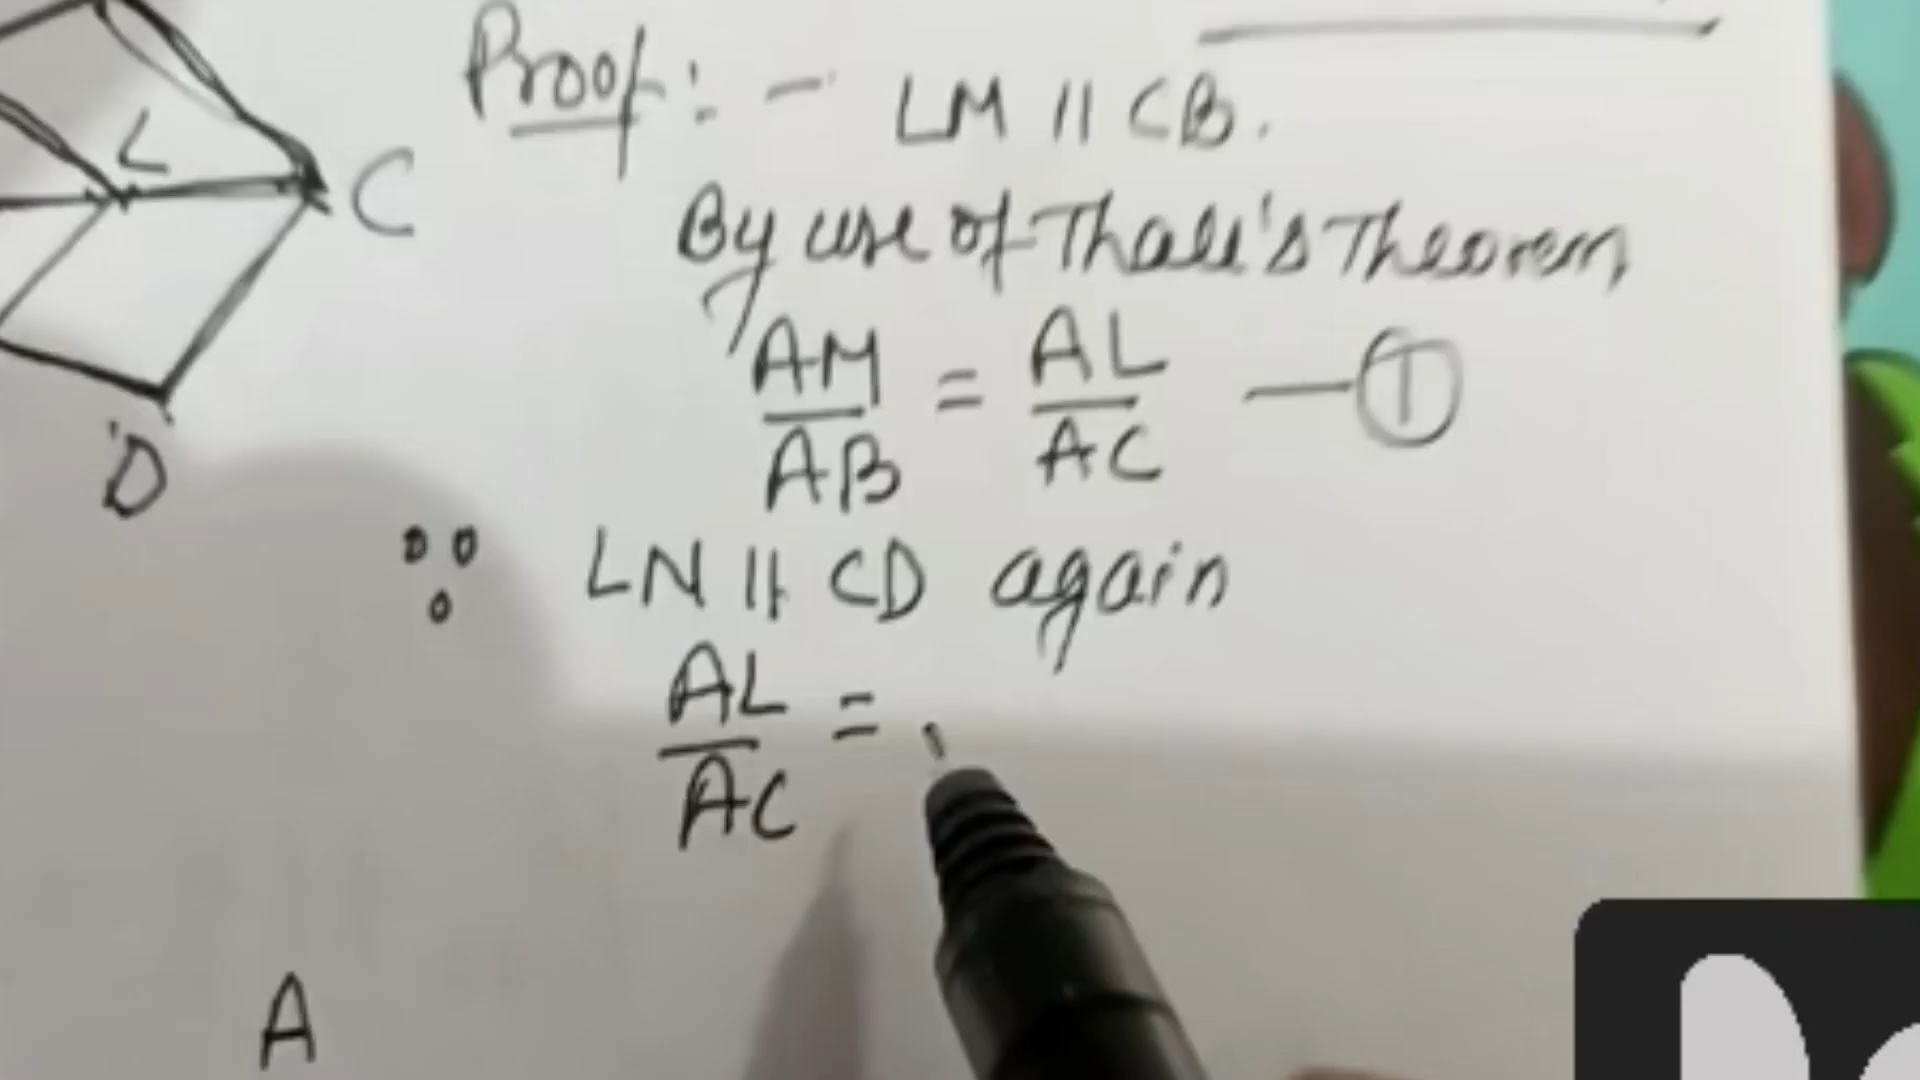 Proof :- LM || CB.
By use of Thale's Theorem
AM/AB = AL/AC — ①
∵ LN || CD again
AL/AC =
L
C
D
A